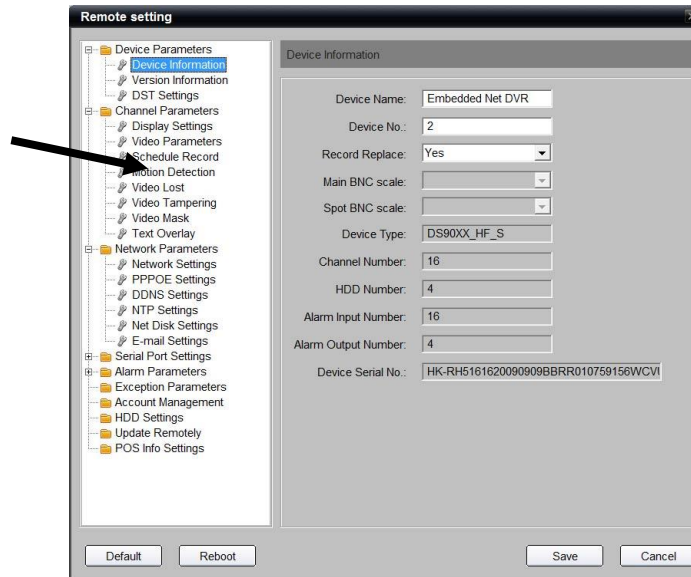 Remote setting
Device Parameters
Device Information
Version Information
DST Settings
Channel Parameters
Display Settings
Video Parameters
Schedule Record
Motion Detection
Video Lost
Video Tampering
Video Mask
Text Overlay
Network Parameters
Network Settings
PPPOE Settings
DDNS Settings
NTP Settings
Net Disk Settings
E-mail Settings
Serial Port Settings
Alarm Parameters
Exception Parameters
Account Management
HDD Settings
Update Remotely
POS Info Settings
Device Information
Device Name: Embedded Net DVR
Device No.: 2
Record Replace: Yes
Main BNC scale:
Spot BNC scale:
Device Type: DS90XX_HF_S
Channel Number: 16
HDD Number: 4
Alarm Input Number: 16
Alarm Output Number: 4
Device Serial No.: HK-RH5161620090909BBRR010759156WCVI
Default Reboot Save Cancel